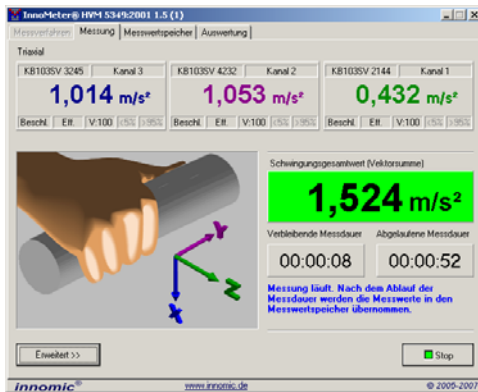 InnoMeter® HVM 5349:2001 1.5 (1)
Messverfahren Messung Messwertspeicher Auswertung
Triaxial
KB103SV 3245 Kanal 3 KB103SV 4232 Kanal 2 KB103SV 2144 Kanal 1
1,014 m/s² 1,053 m/s² 0,432 m/s²
Beschl. Eff. V:100 <5% >95% Beschl. Eff. V:100 <5% >95% Beschl. Eff. V:100 <5% >95%
Schwingungsgesamtwert (Vektorsumme)
1,524 m/s²
Verbleibende Messdauer Abgelaufene Messdauer
00:00:08 00:00:52
Messung läuft. Nach dem Ablauf der
Messdauer werden die Messwerte in den
Messwertspeicher übernommen.
Y
Z
X
Erweitert >> Stop
innomic® www.innomic.de © 2005-2007